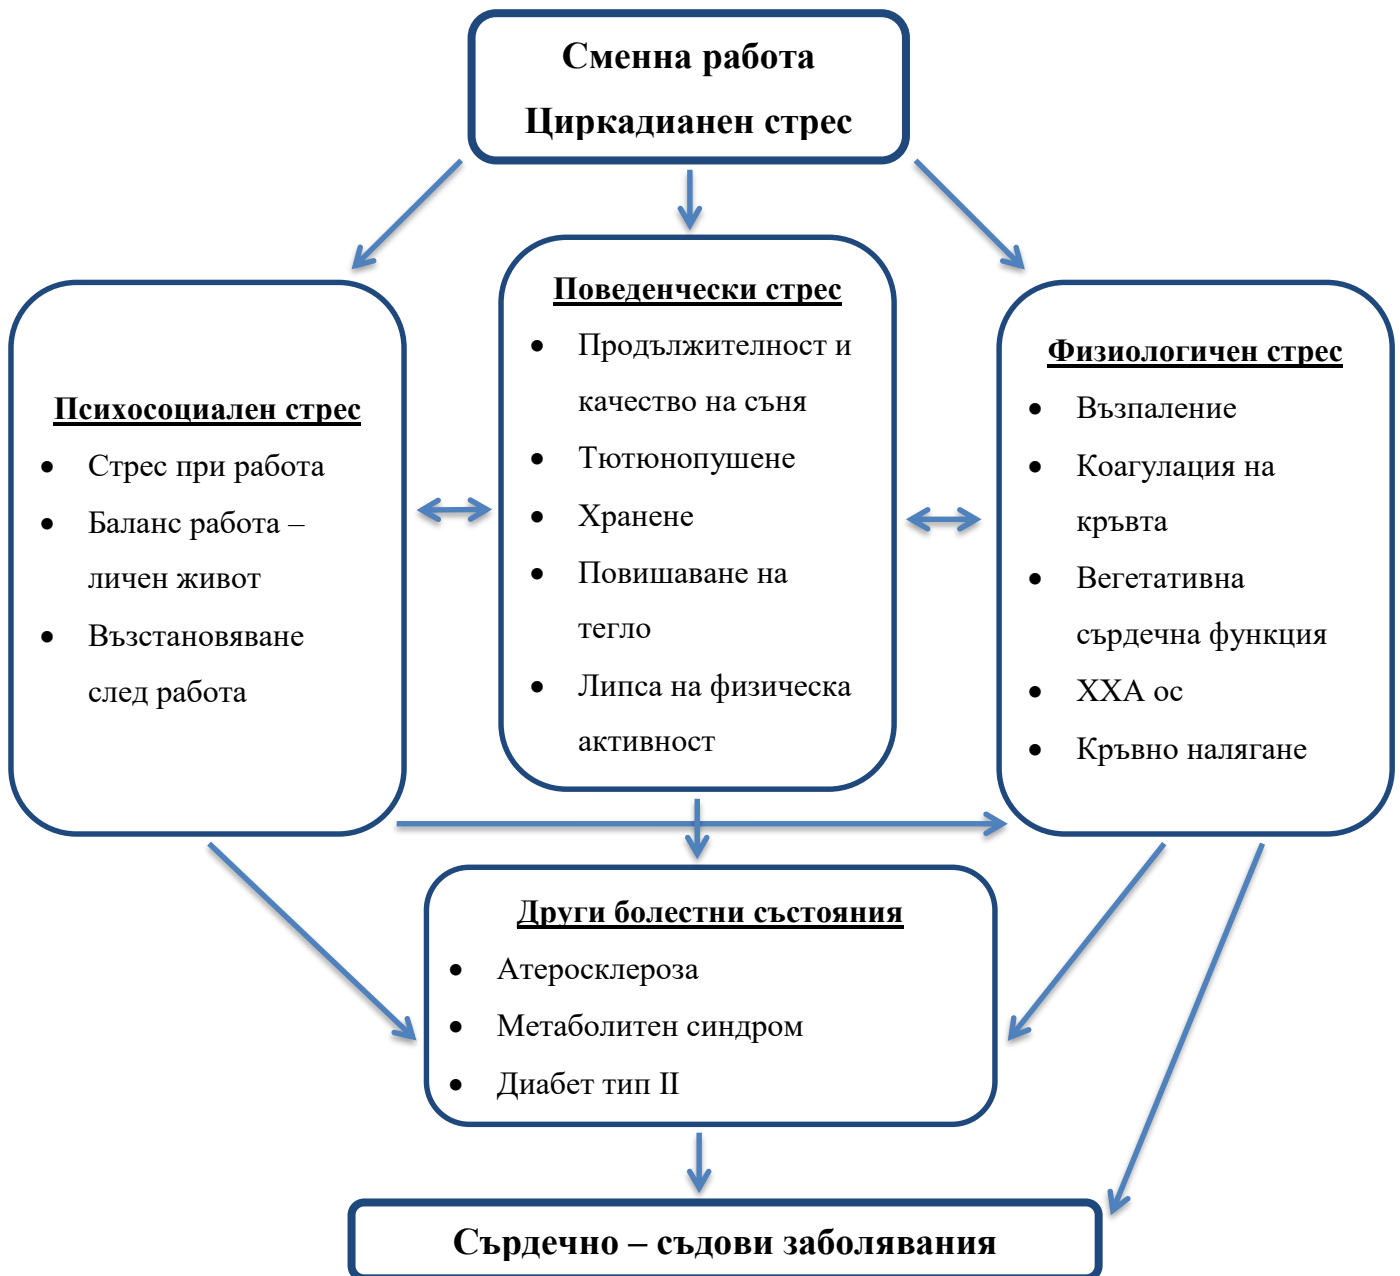 Сменна работа
Циркадианен стрес
Психосоциален стрес
• Стрес при работа
• Баланс работа –
личен живот
• Възстановяване
след работа
Поведенчески стрес
• Продължителност и
качество на съня
• Тютюнопушене
• Хранене
• Повишаване на
тегло
• Липса на физическа
активност
Физиологичен стрес
• Възпаление
• Коагулация на
кръвта
• Вегетативна
сърдечна функция
• ХХА ос
• Кръвно налягане
Други болестни състояния
• Атеросклероза
• Метаболитен синдром
• Диабет тип II
Сърдечно – съдови заболявания